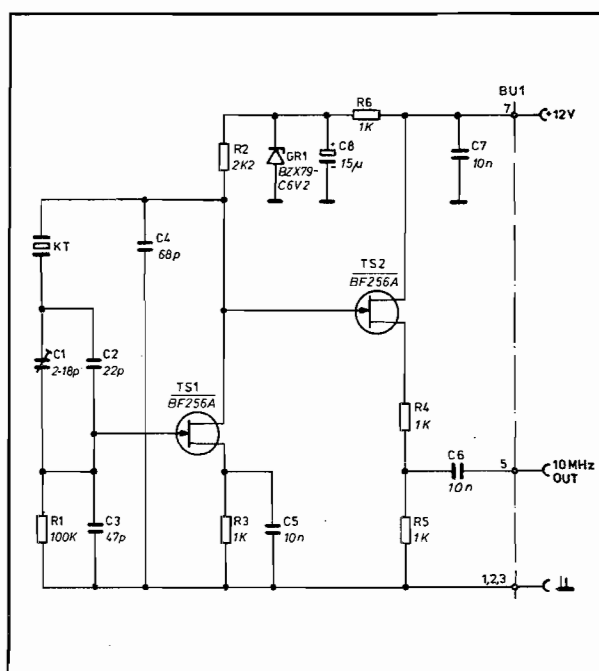 BU1
7
+12V
R6
1K
R2
2K2
GR1
BZX79-
C6V2
+
C8
15µ
C7
10n
KT
C4
68p
TS2
BF256A
C1
2-18p
C2
22p
TS1
BF256A
R4
1K
C6
10n
5
10MHz
OUT
R1
100K
C3
47p
R3
1K
C5
10n
R5
1K
1,2,3